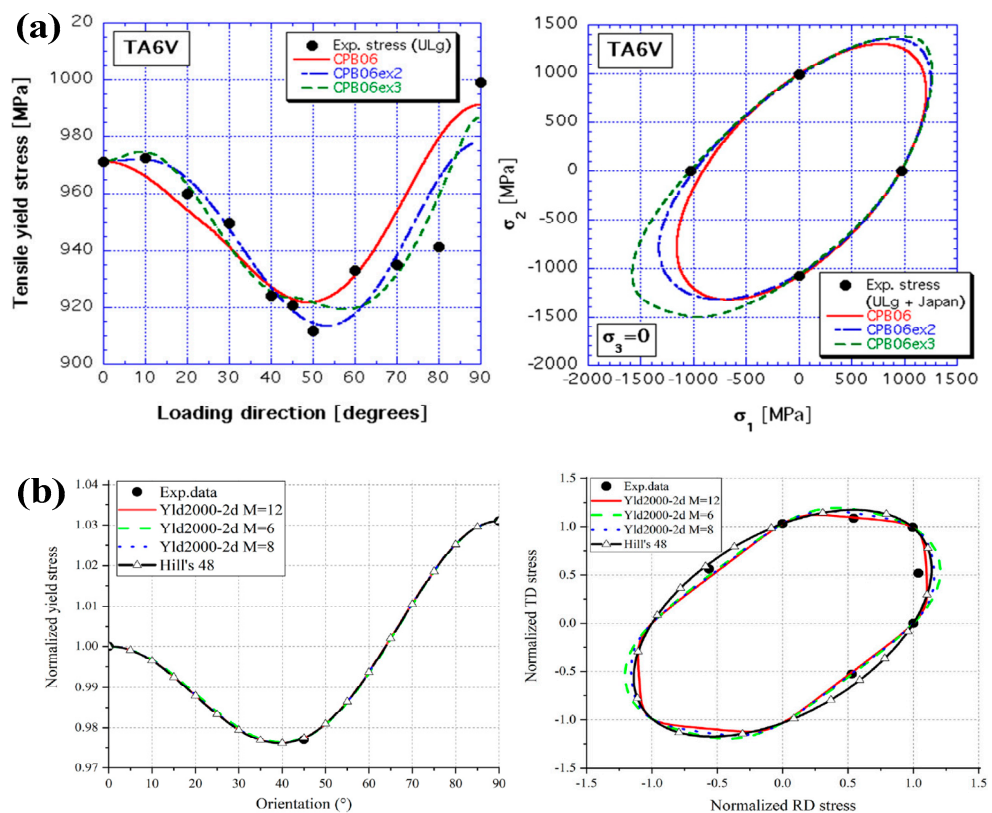 (a)
TA6V
Exp. stress (ULg)
CPB06
CPB06ex2
CPB06ex3
Tensile yield stress [MPa]
20
1000
980
960
940
920
900
0 10 20 30 40 50 60 70 80 90
Loading direction [degrees]
TA6V
σ2 [MPa]
1500
1000
500
0
-500
-1000
-1500
-2000
Exp. stress
(ULg + Japan)
CPB06
CPB06ex2
CPB06ex3
σ3=0
-2000 -1500 -1000 -500 0 500 1000 1500
σ1 [MPa]
(b)
Exp.data
Yld2000-2d M=12
Yld2000-2d M=6
Yld2000-2d M=8
Hill's 48
Normalized yield stress
1.04
1.03
1.02
1.01
1.00
0.99
0.98
0.97
0 10 20 30 40 50 60 70 80 90
Orientation (°)
Exp.data
Yld2000-2d M=12
Yld2000-2d M=6
Yld2000-2d M=8
Hill's 48
Normalized TD stress
1.5
1.0
0.5
0.0
-0.5
-1.0
-1.5
-1.5 -1.0 -0.5 0.0 0.5 1.0 1.5
Normalized RD stress